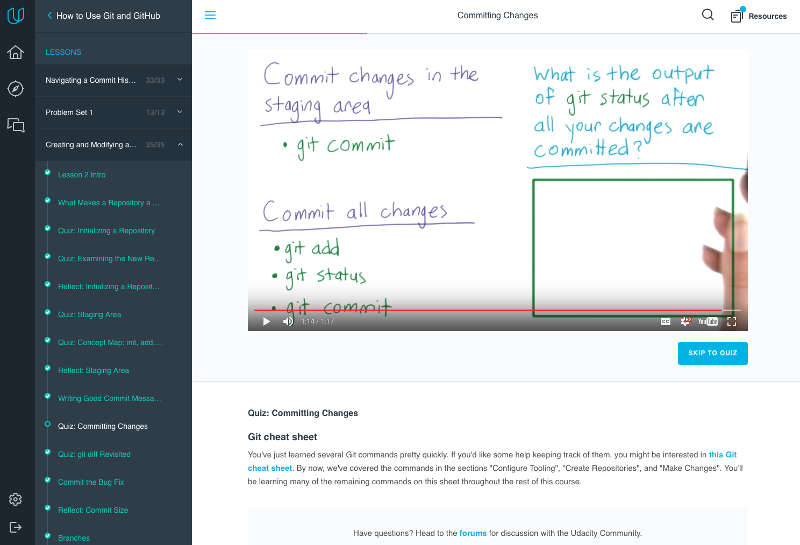 How to Use Git and GitHub
Committing Changes
Resources
LESSONS
Navigating a Commit His... 33/33
Problem Set 1 13/13
Creating and Modifying a... 35/35
Lesson 2 Intro
What Makes a Repository a ...
Quiz: Initializing a Repository
Quiz: Examining the New Re...
Reflect: Initializing a Reposit...
Quiz: Staging Area
Quiz: Concept Map: init, add, ...
Reflect: Staging Area
Writing Good Commit Messa...
Quiz: Committing Changes
Quiz: git diff Revisited
Commit the Bug Fix
Reflect: Commit Size
Branches
Commit changes in the
staging area
• git commit
Commit all changes
• git add
• git status
• git commit
What is the output
of git status after
all your changes are
committed?
1:14 / 1:17
CC
HD
YouTube
SKIP TO QUIZ
Quiz: Committing Changes
Git cheat sheet
You've just learned several Git commands pretty quickly. If you'd like some help keeping track of them, you might be interested in this Git
cheat sheet. By now, we've covered the commands in the sections "Configure Tooling", "Create Repositories", and "Make Changes". You'll
be learning many of the remaining commands on this sheet throughout the rest of this course.
Have questions? Head to the forums for discussion with the Udacity Community.